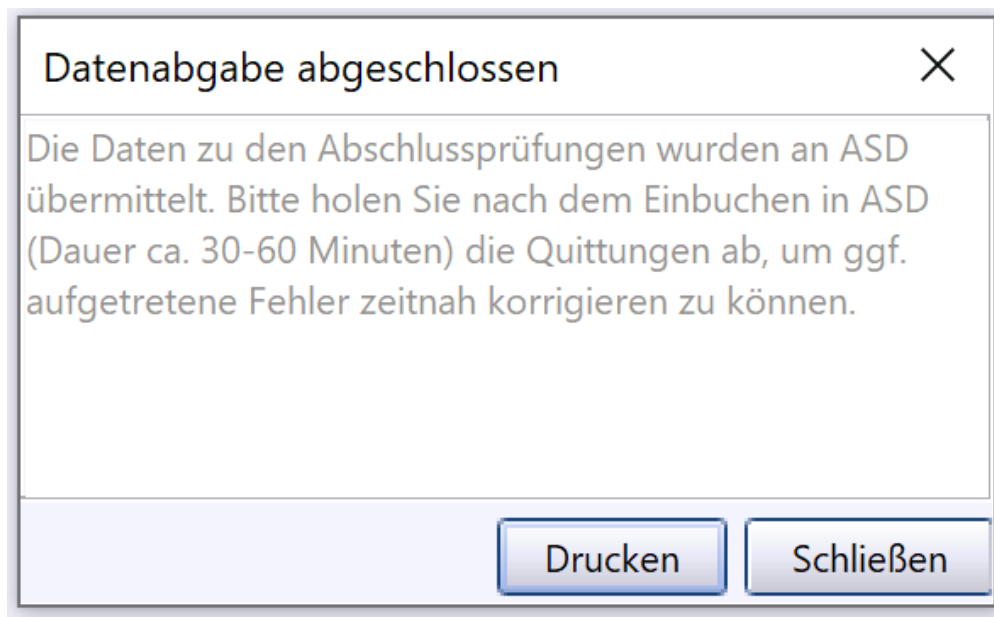 Datenabgabe abgeschlossen
Die Daten zu den Abschlussprüfungen wurden an ASD
übermittelt. Bitte holen Sie nach dem Einbuchen in ASD
(Dauer ca. 30-60 Minuten) die Quittungen ab, um ggf.
aufgetretene Fehler zeitnah korrigieren zu können.
Drucken
Schließen